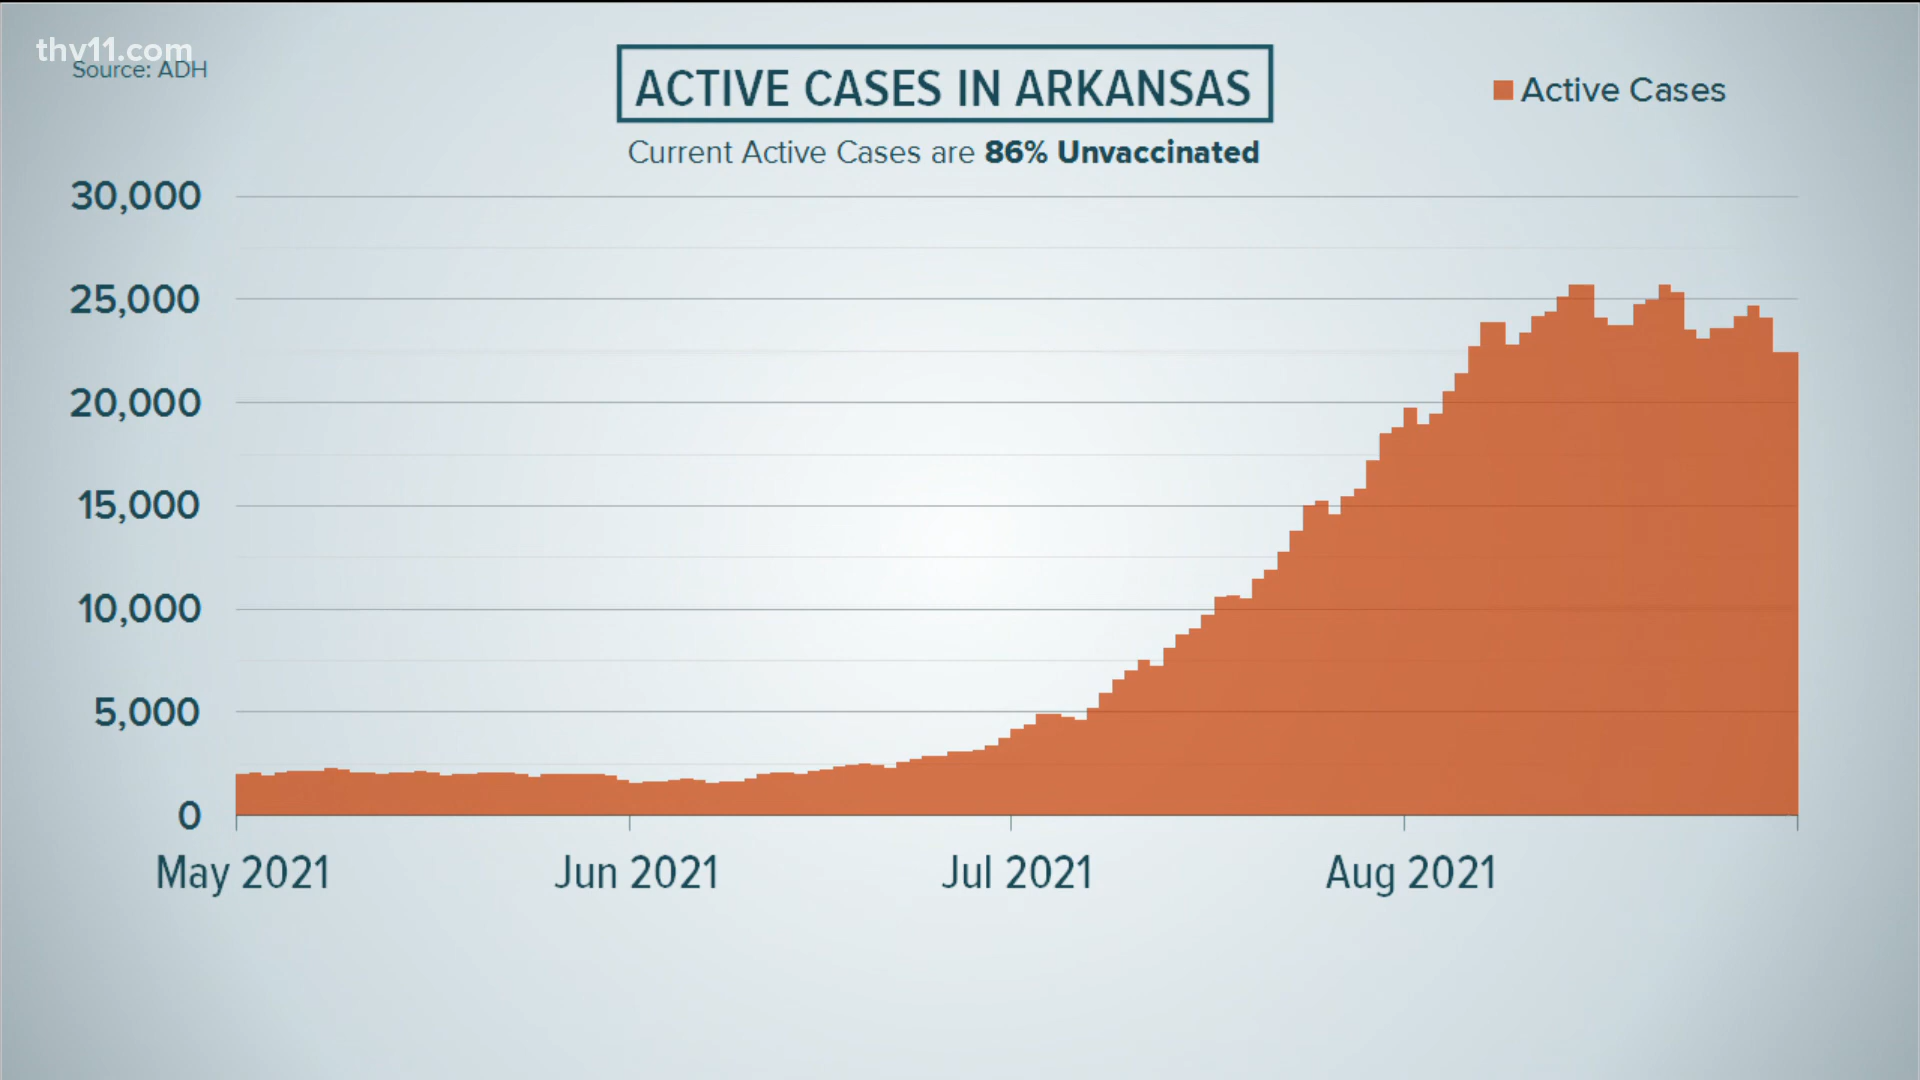 thv11.com
Source: ADH
ACTIVE CASES IN ARKANSAS
Active Cases
Current Active Cases are 86% Unvaccinated
30,000
25,000
20,000
15,000
10,000
5,000
0
May 2021 Jun 2021 Jul 2021 Aug 2021